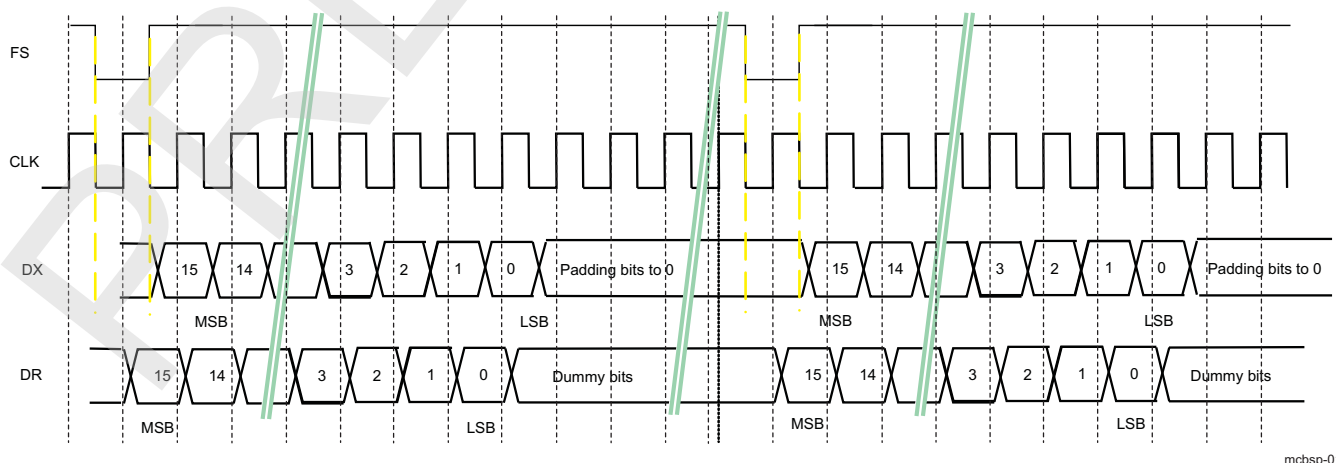 FS
CLK
DX 15 14 3 2 1 0 Padding bits to 0 15 14 3 2 1 0 Padding bits to 0
MSB LSB MSB LSB
DR 15 14 3 2 1 0 Dummy bits 15 14 3 2 1 0 Dummy bits
MSB LSB MSB LSB
mcbsp-0